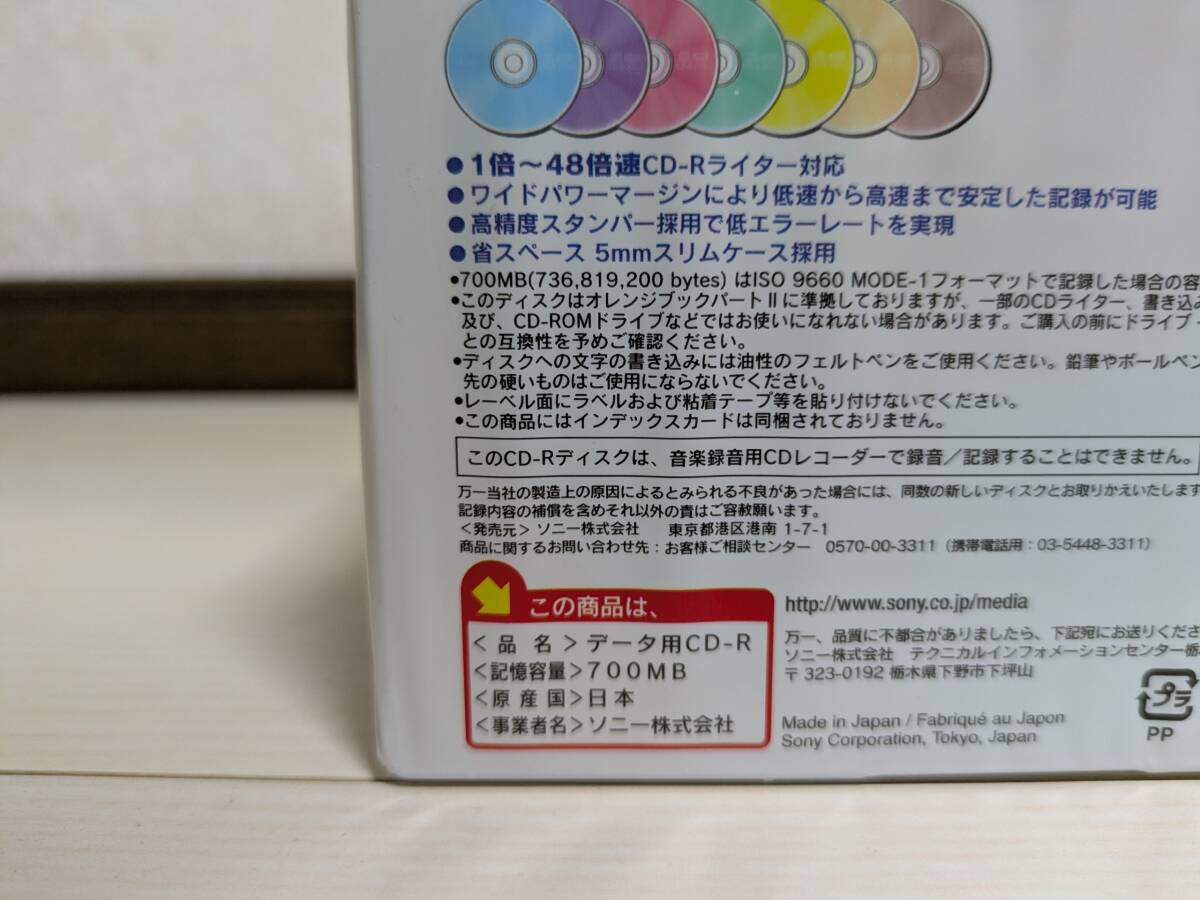 ●1倍～48倍速CD-Rライター対応
●ワイドパワーマージンにより低速から高速まで安定した記録が可能
●高精度スタンパー採用で低エラーレートを実現
●省スペース 5mmスリムケース採用
●700MB(736,819,200 bytes) はISO 9660 MODE-1フォーマットで記録した場合の容
●このディスクはオレンジブックパートⅡに準拠しておりますが、一部のCDライター、書き込み
及び、CD-ROMドライブなどではお使いになれない場合があります。ご購入の前にドライブ・
との互換性を予めご確認ください。
●ディスクへの文字の書き込みには油性のフェルトペンをご使用ください。鉛筆やボールペン
先の硬いものはご使用にならないでください。
●レーベル面にラベルおよび粘着テープ等を貼り付けないでください。
●この商品にはインデックスカードは同梱されておりません。
このCD-Rディスクは、音楽録音用CDレコーダーで録音／記録することはできません。
万一当社の製造上の原因によるとみられる不良があった場合には、同数の新しいディスクとお取りかえいたします
記録内容の補償を含めそれ以外の責はご容赦願います。
＜発売元＞ ソニー株式会社 東京都港区港南 1-7-1
商品に関するお問い合わせ先：お客様ご相談センター 0570-00-3311（携帯電話用：03-5448-3311）
この商品は、
＜品 名＞データ用CD-R
＜記憶容量＞700MB
＜原 産 国＞日本
＜事業者名＞ソニー株式会社
http://www.sony.co.jp/media
万一、品質に不都合がありましたら、下記宛にお送りくださ
ソニー株式会社 テクニカルインフォメーションセンター栃
〒323-0192 栃木県下野市下坪山
Made in Japan / Fabriqué au Japon
Sony Corporation, Tokyo, Japan
プラ
PP